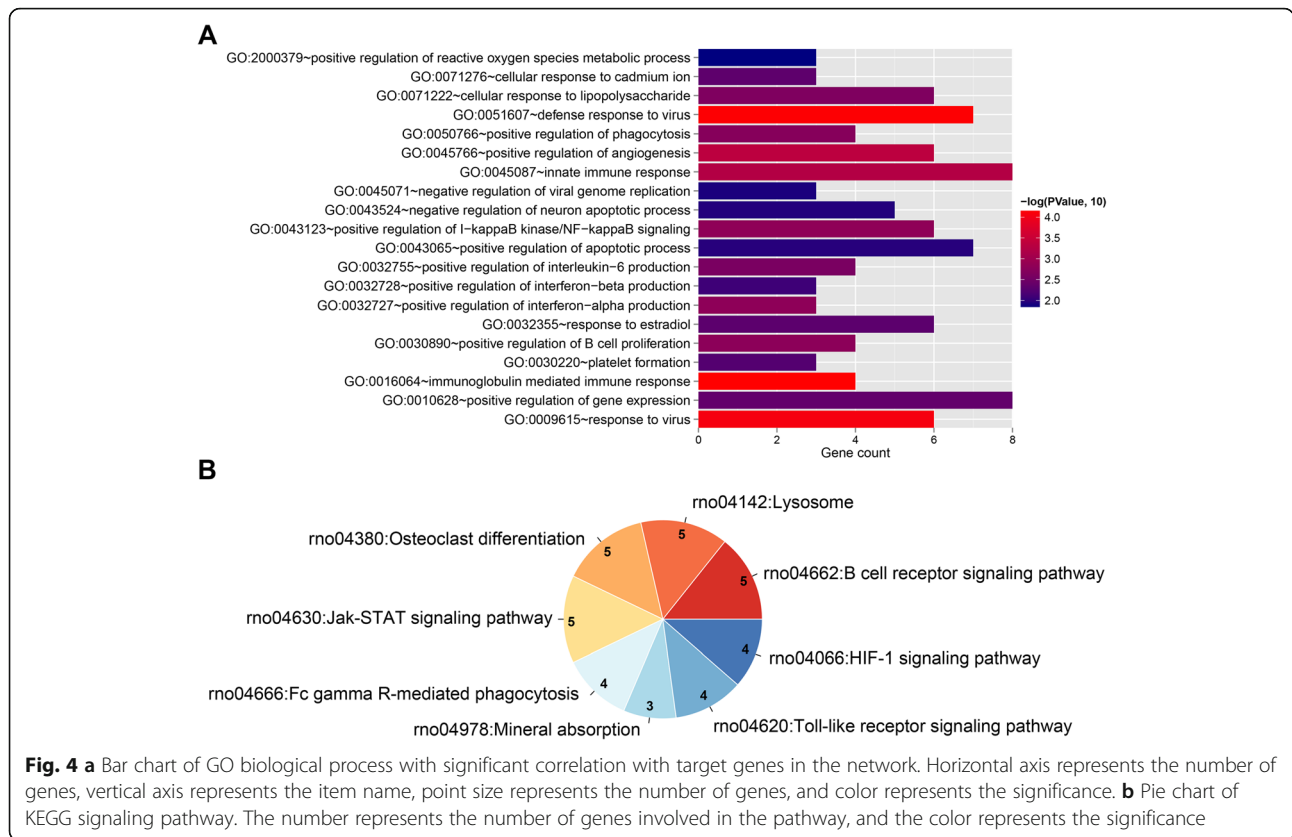 A
GO:2000379~positive regulation of reactive oxygen species metabolic process
GO:0071276~cellular response to cadmium ion
GO:0071222~cellular response to lipopolysaccharide
GO:0051607~defense response to virus
GO:0050766~positive regulation of phagocytosis
GO:0045766~positive regulation of angiogenesis
GO:0045087~innate immune response
GO:0045071~negative regulation of viral genome replication
GO:0043524~negative regulation of neuron apoptotic process
GO:0043123~positive regulation of I−kappaB kinase/NF−kappaB signaling
GO:0043065~positive regulation of apoptotic process
GO:0032755~positive regulation of interleukin−6 production
GO:0032728~positive regulation of interferon−beta production
GO:0032727~positive regulation of interferon−alpha production
GO:0032355~response to estradiol
GO:0030890~positive regulation of B cell proliferation
GO:0030220~platelet formation
GO:0016064~immunoglobulin mediated immune response
GO:0010628~positive regulation of gene expression
GO:0009615~response to virus
0 2 4 6 8
Gene count
−log(PValue, 10)
4.0
3.5
3.0
2.5
2.0
B
rno04142:Lysosome
5
rno04380:Osteoclast differentiation
5
rno04662:B cell receptor signaling pathway
5
rno04630:Jak-STAT signaling pathway
5
rno04066:HIF-1 signaling pathway
4
rno04666:Fc gamma R-mediated phagocytosis
4
rno04620:Toll-like receptor signaling pathway
4
rno04978:Mineral absorption
3
Fig. 4 a Bar chart of GO biological process with significant correlation with target genes in the network. Horizontal axis represents the number of
genes, vertical axis represents the item name, point size represents the number of genes, and color represents the significance. b Pie chart of
KEGG signaling pathway. The number represents the number of genes involved in the pathway, and the color represents the significance